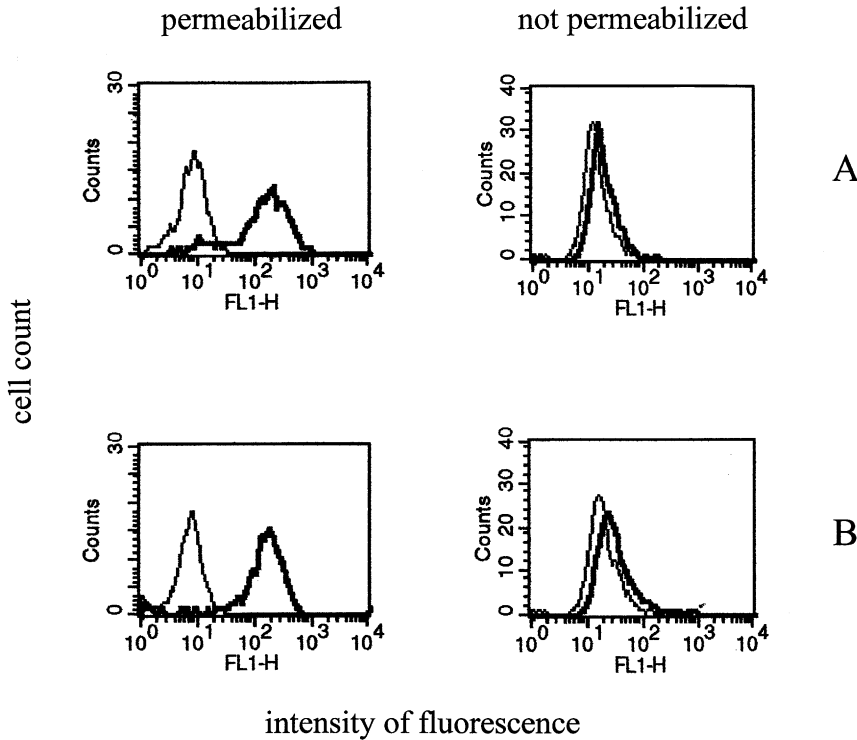 permeabilized
not permeabilized
30
Counts
0
10^0 10^1 10^2 10^3 10^4
FL1-H
40
30
20
10
0
Counts
10^0 10^1 10^2 10^3 10^4
FL1-H
A
cell count
30
Counts
0
10^0 10^1 10^2 10^3 10^4
FL1-H
40
30
20
10
0
Counts
10^0 10^1 10^2 10^3 10^4
FL1-H
B
intensity of fluorescence